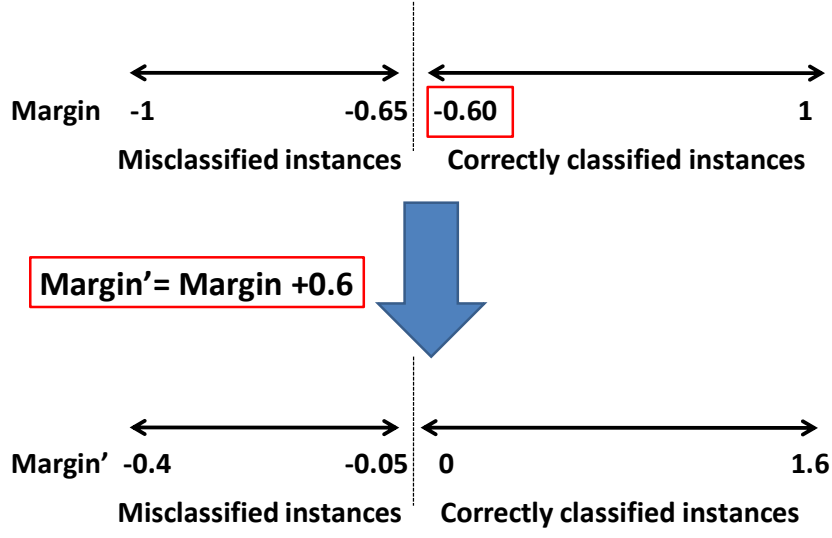 Margin -1 -0.65 -0.60 1
Misclassified instances Correctly classified instances
Margin’= Margin +0.6
Margin’ -0.4 -0.05 0 1.6
Misclassified instances Correctly classified instances